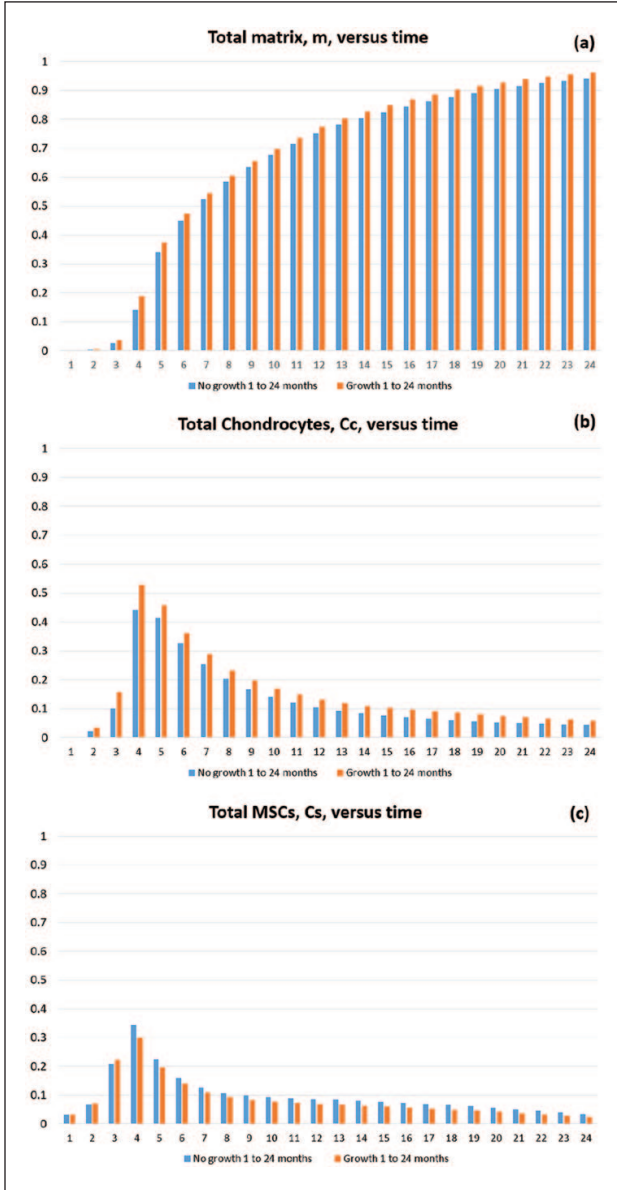 Total matrix, m, versus time
(a)
1
0.9
0.8
0.7
0.6
0.5
0.4
0.3
0.2
0.1
0
1 2 3 4 5 6 7 8 9 10 11 12 13 14 15 16 17 18 19 20 21 22 23 24
No growth 1 to 24 months Growth 1 to 24 months
Total Chondrocytes, Cc, versus time
(b)
1
0.9
0.8
0.7
0.6
0.5
0.4
0.3
0.2
0.1
0
1 2 3 4 5 6 7 8 9 10 11 12 13 14 15 16 17 18 19 20 21 22 23 24
No growth 1 to 24 months Growth 1 to 24 months
Total MSCs, Cs, versus time
(c)
1
0.9
0.8
0.7
0.6
0.5
0.4
0.3
0.2
0.1
0
1 2 3 4 5 6 7 8 9 10 11 12 13 14 15 16 17 18 19 20 21 22 23 24
No growth 1 to 24 months Growth 1 to 24 months